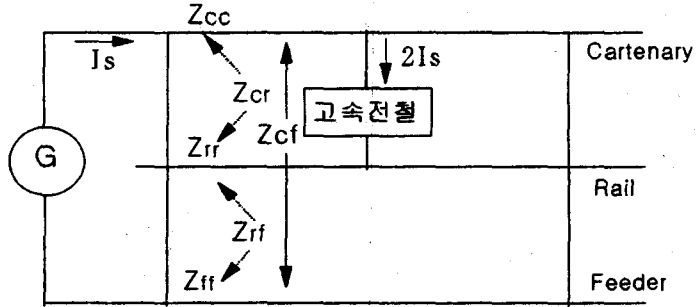 Zcc
Is
2Is
Cartenary
Zcr
고속전철
G
Zrr
Zcf
Rail
Zrf
Zff
Feeder